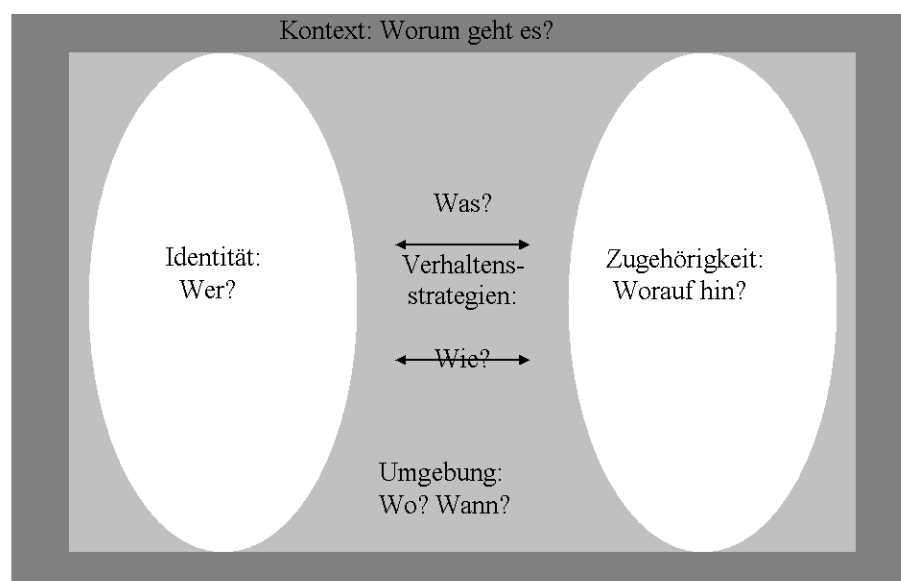 Kontext: Worum geht es?
Was?
Identität:
Wer?
Verhaltens-
strategien:
Zugehörigkeit:
Worauf hin?
Wie?
Umgebung:
Wo? Wann?